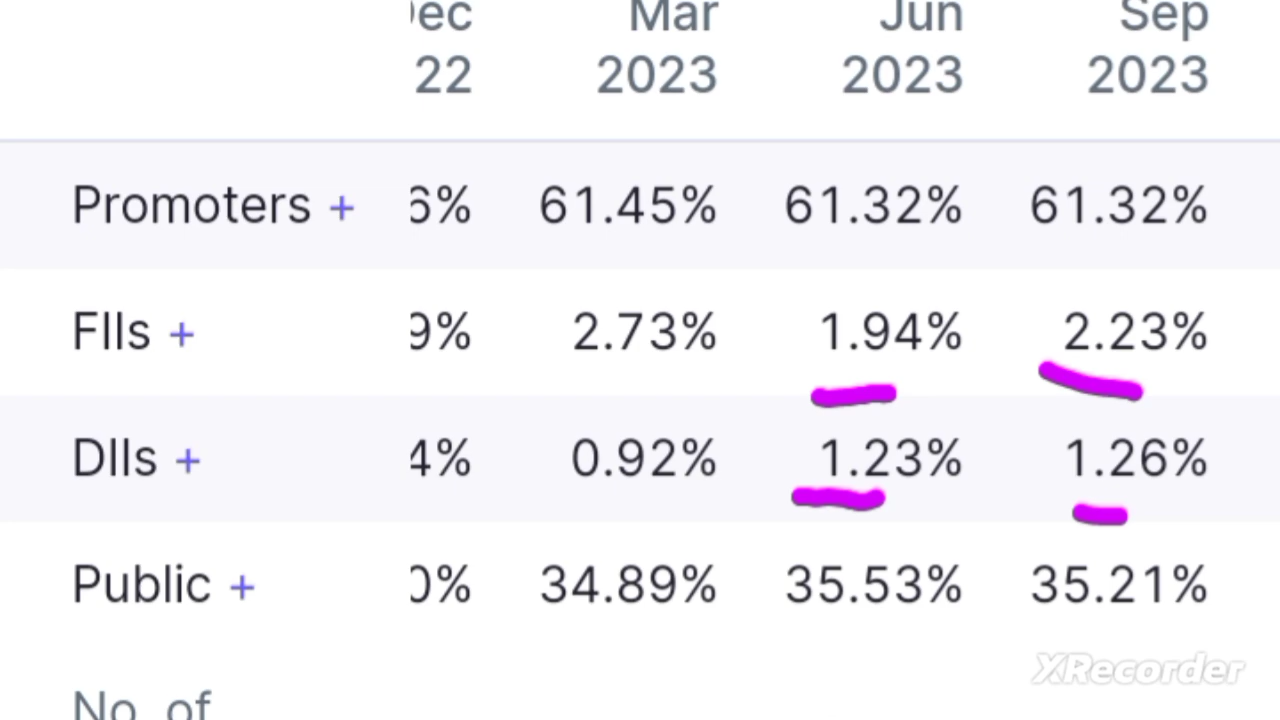 Dec Mar Jun Sep
22 2023 2023 2023
Promoters + 6% 61.45% 61.32% 61.32%
FIIs + 9% 2.73% 1.94% 2.23%
DIIs + 4% 0.92% 1.23% 1.26%
Public + 0% 34.89% 35.53% 35.21%
XRecorder
No. of